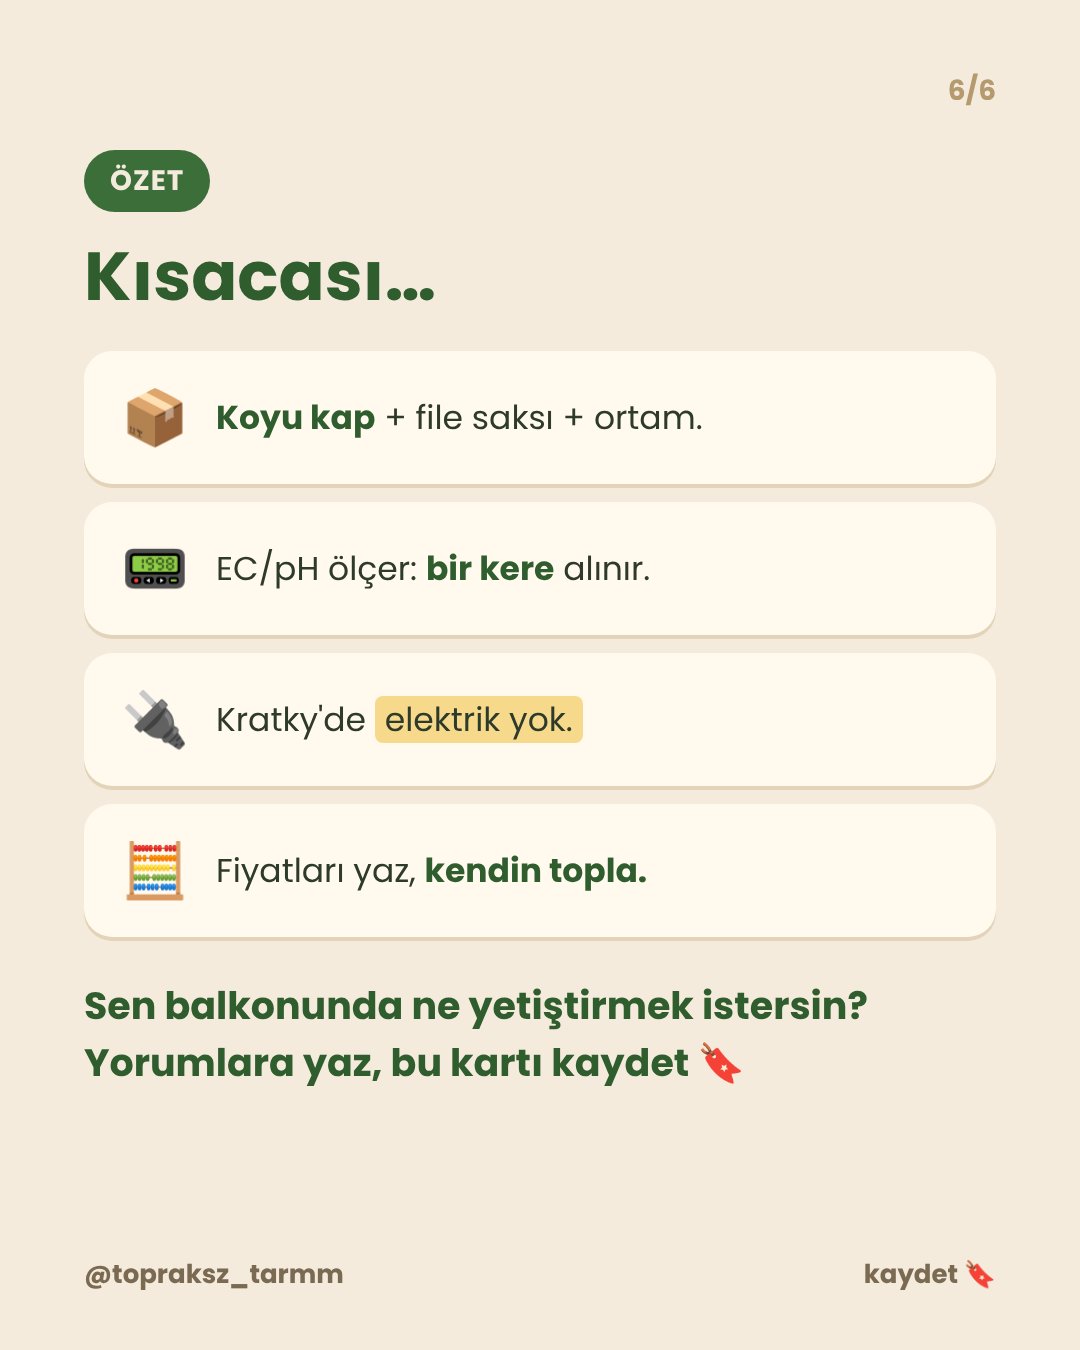 6/6
ÖZET
Kısacası...
Koyu kap + file saksı + ortam.
EC/pH ölçer: bir kere alınır.
Kratky'de elektrik yok.
Fiyatları yaz, kendin topla.
Sen balkonunda ne yetiştirmek istersin?
Yorumlara yaz, bu kartı kaydet 🔖
@topraksz_tarmm
kaydet 🔖